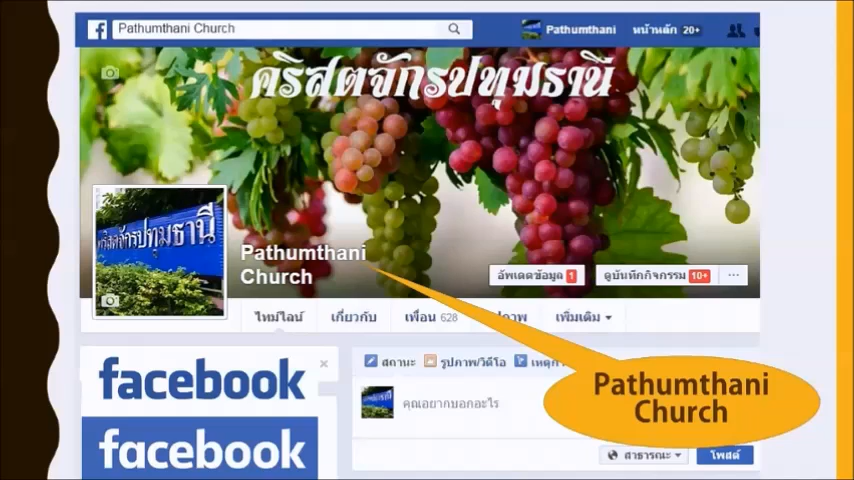 Pathumthani Church
Pathumthani หน้าหลัก 20+
คริสตจักรปทุมธานี
คริสตจักรปทุมธานี
Pathumthani
Church
อัพเดตข้อมูล 1 ดูบันทึกกิจกรรม 10+ ...
ไทม์ไลน์ เกี่ยวกับ เพื่อน 628 เพิ่มเติม
facebook
facebook
สถานะ รูปภาพ/วิดีโอ
คุณอยากบอกอะไร
Pathumthani
Church
สาธารณะ โพสต์